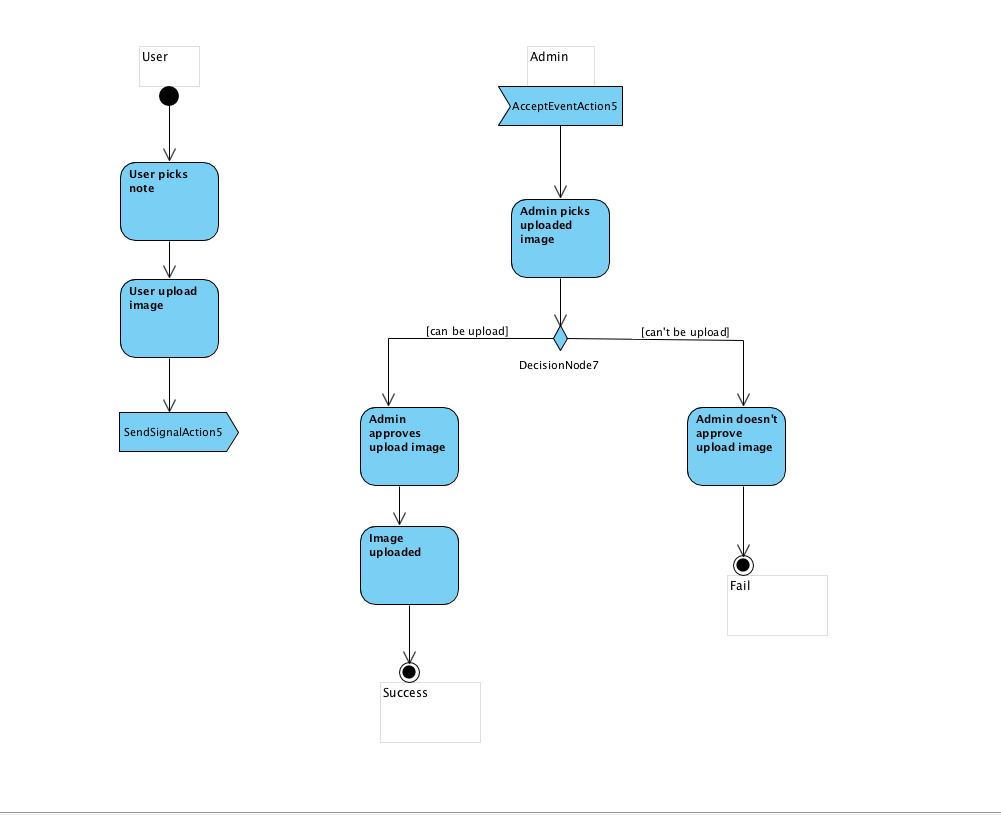 User
User picks
note
User upload
image
SendSignalAction5
Admin
AcceptEventAction5
Admin picks
uploaded
image
[can be upload]
[can't be upload]
DecisionNode7
Admin
approves
upload image
Image
uploaded
Success
Admin doesn't
approve
upload image
Fail